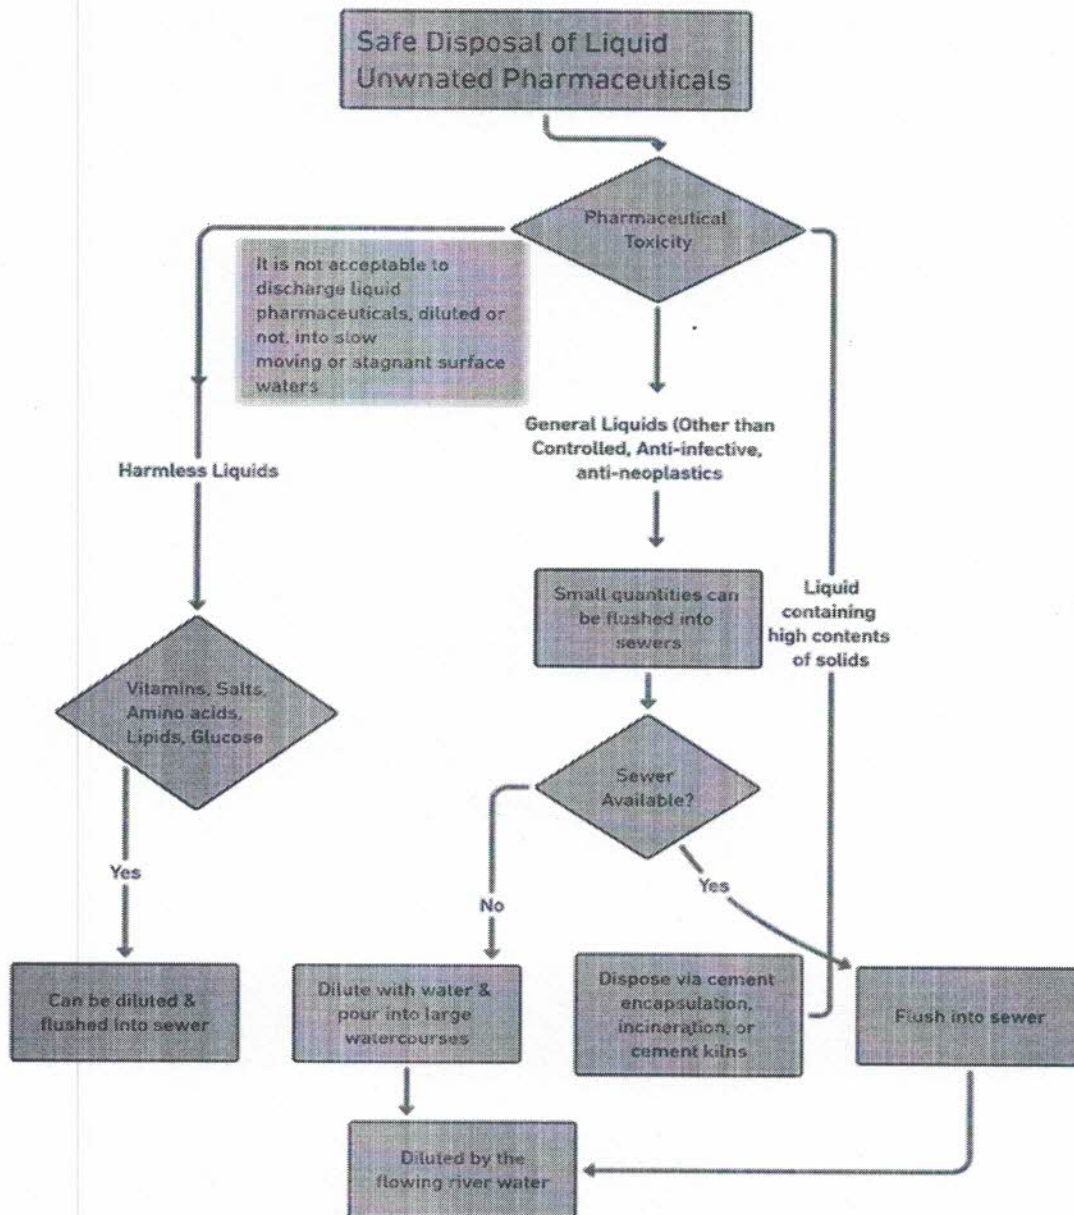 Safe Disposal of Liquid
Unwnated Pharmaceuticals
Pharmaceutical
Toxicity
It is not acceptable to
discharge liquid
pharmaceuticals, diluted or
not, into slow
moving or stagnant surface
waters
General Liquids (Other than
Controlled, Anti-infective,
anti-neoplastics
Harmless Liquids
Small quantities can
be flushed into
sewers
Liquid
containing
high contents
of solids
Vitamins, Salts,
Amino acids,
Lipids, Glucose
Sewer
Available?
Yes
No
Yes
Can be diluted &
flushed into sewer
Dilute with water &
pour into large
watercourses
Dispose via cement
encapsulation,
incineration, or
cement kilns
Flush into sewer
Diluted by the
flowing river water